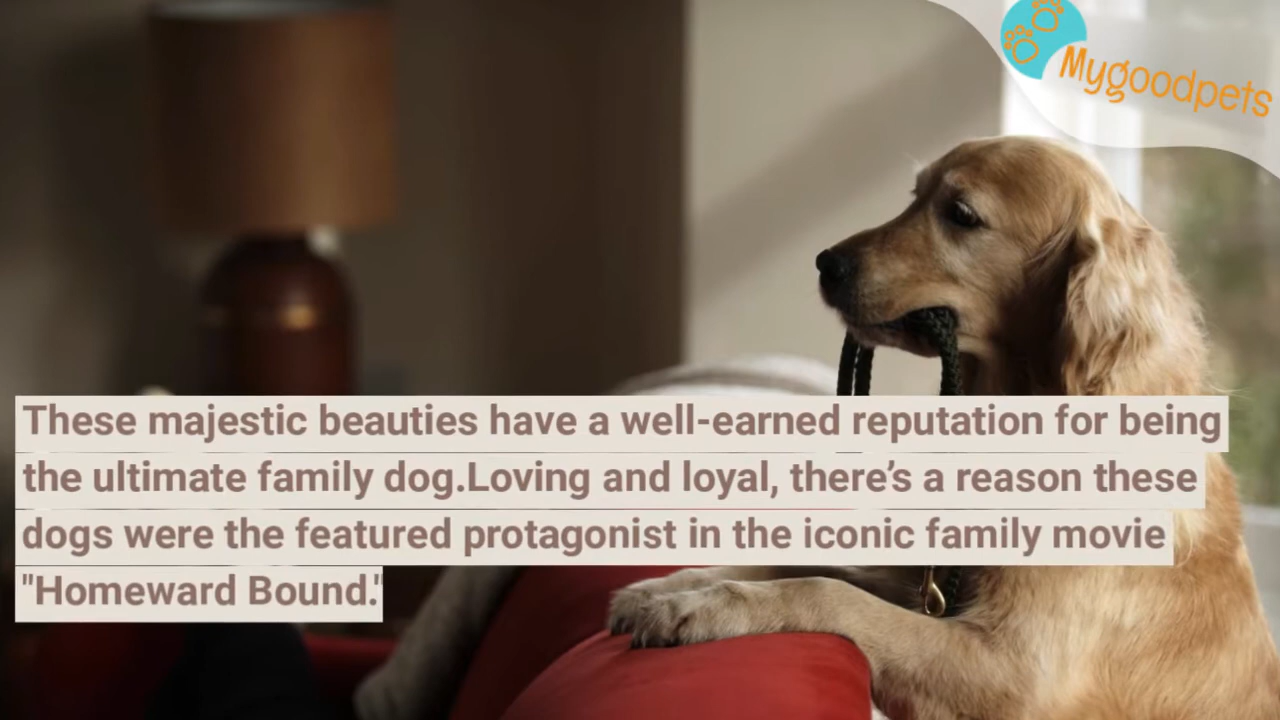 Mygoodpets
These majestic beauties have a well-earned reputation for being
the ultimate family dog.Loving and loyal, there’s a reason these
dogs were the featured protagonist in the iconic family movie
"Homeward Bound."